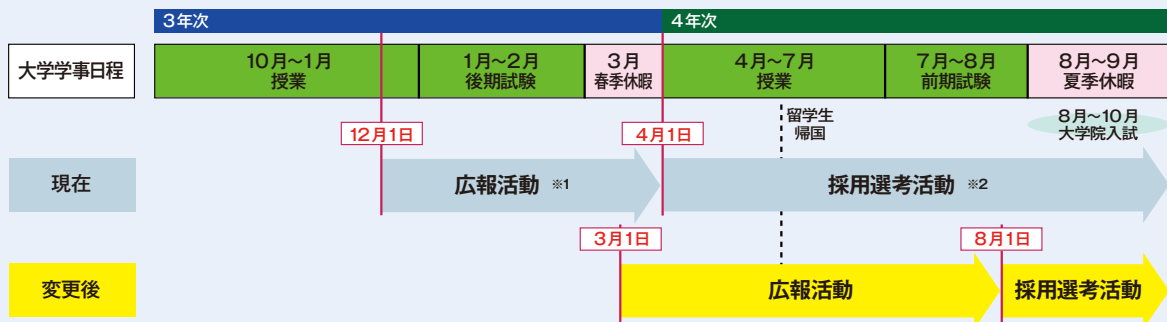 3年次
4年次
大学学事日程
10月〜1月
授業
1月〜2月
後期試験
3月
春季休暇
4月〜7月
授業
7月〜8月
前期試験
8月〜9月
夏季休暇
12月1日
4月1日
留学生
帰国
8月〜10月
大学院入試
現在
広報活動 ※1
採用選考活動 ※2
3月1日
8月1日
変更後
広報活動
採用選考活動